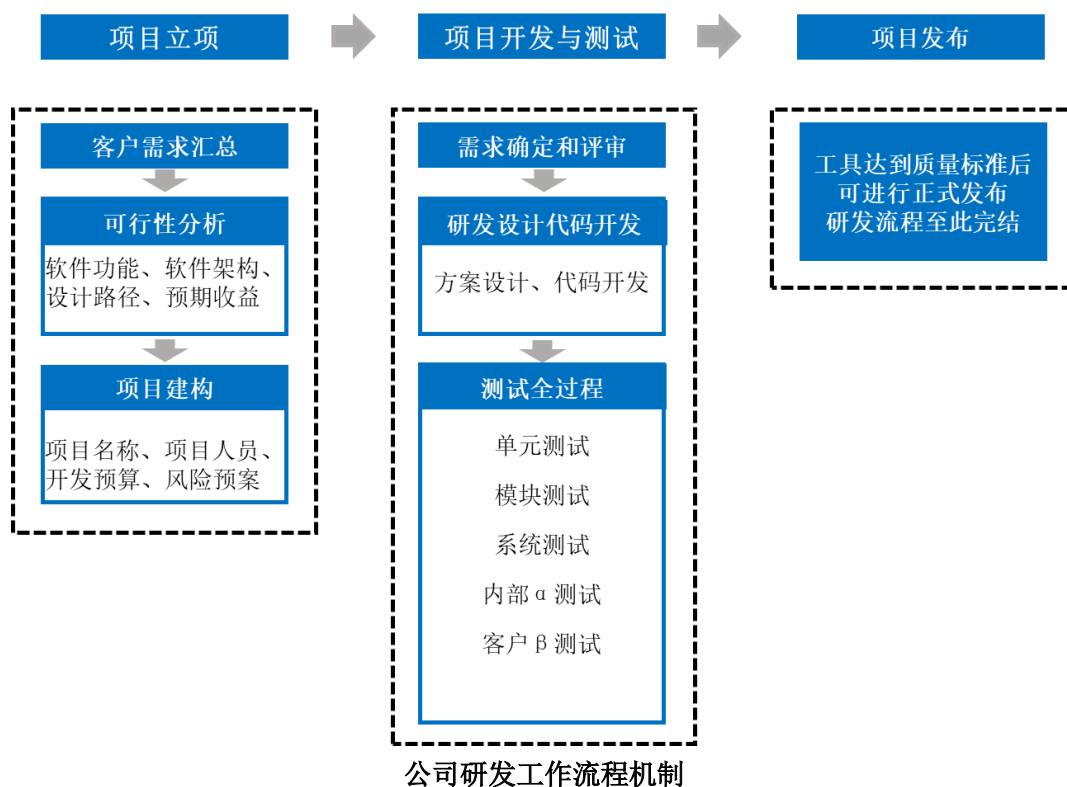 项目立项
项目开发与测试
项目发布
客户需求汇总
可行性分析
软件功能、软件架构、
设计路径、预期收益
项目建构
项目名称、项目人员、
开发预算、风险预案
需求确定和评审
研发设计代码开发
方案设计、代码开发
测试全过程
单元测试
模块测试
系统测试
内部α测试
客户β测试
工具达到质量标准后
可进行正式发布
研发流程至此完结
公司研发工作流程机制